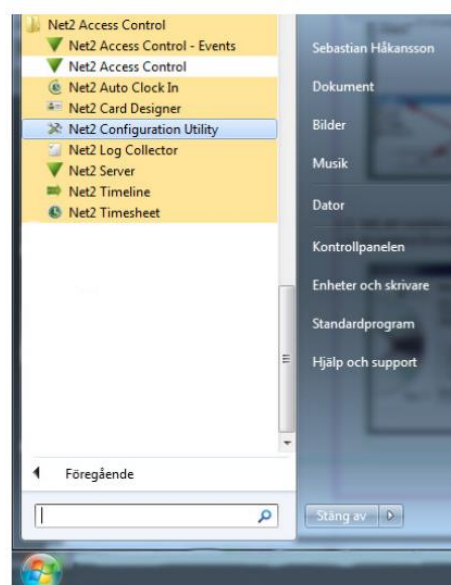 Net2 Access Control
Net2 Access Control - Events
Net2 Access Control
Net2 Auto Clock In
Net2 Card Designer
Net2 Configuration Utility
Net2 Log Collector
Net2 Server
Net2 Timeline
Net2 Timesheet
Föregående
Sebastian Håkansson
Dokument
Bilder
Musik
Dator
Kontrollpanelen
Enheter och skrivare
Standardprogram
Hjälp och support
Stäng av